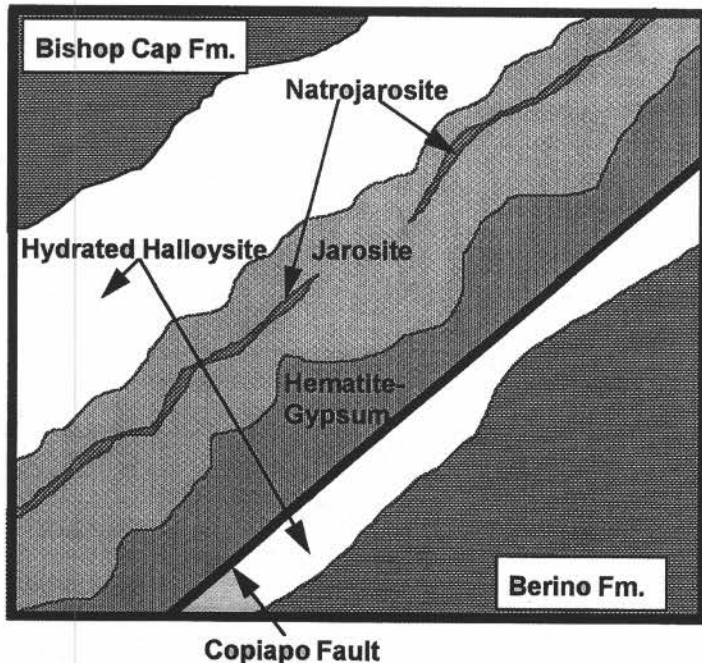 Bishop Cap Fm.
Natrojarosite
Hydrated Halloysite
Jarosite
Hematite-
Gypsum
Berino Fm.
Copiapo Fault